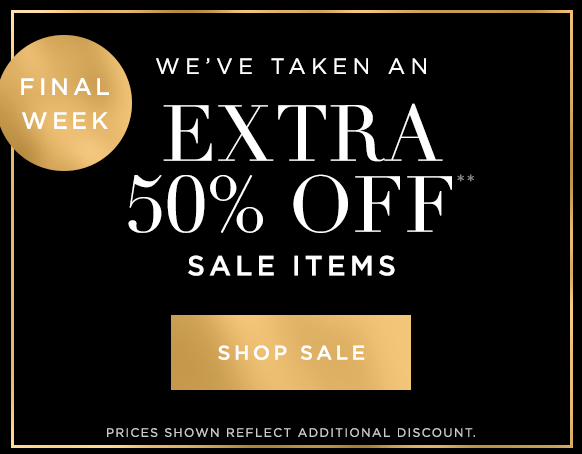 FINAL
WEEK
WE'VE TAKEN AN
EXTRA
50% OFF**
SALE ITEMS
SHOP SALE
PRICES SHOWN REFLECT ADDITIONAL DISCOUNT.